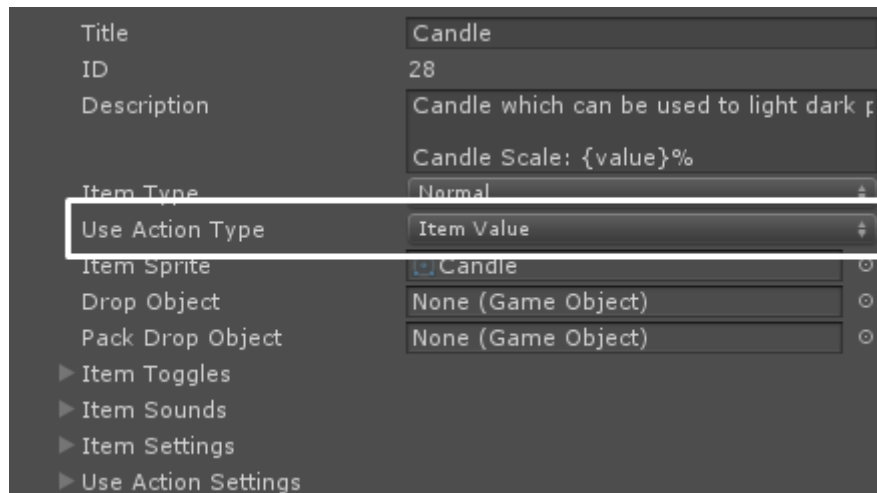 Title Candle
ID 28
Description Candle which can be used to light dark
Candle Scale: {value}%
Item Type Normal
Use Action Type Item Value
Item Sprite Candle
Drop Object None (Game Object)
Pack Drop Object None (Game Object)
Item Toggles
Item Sounds
Item Settings
Use Action Settings